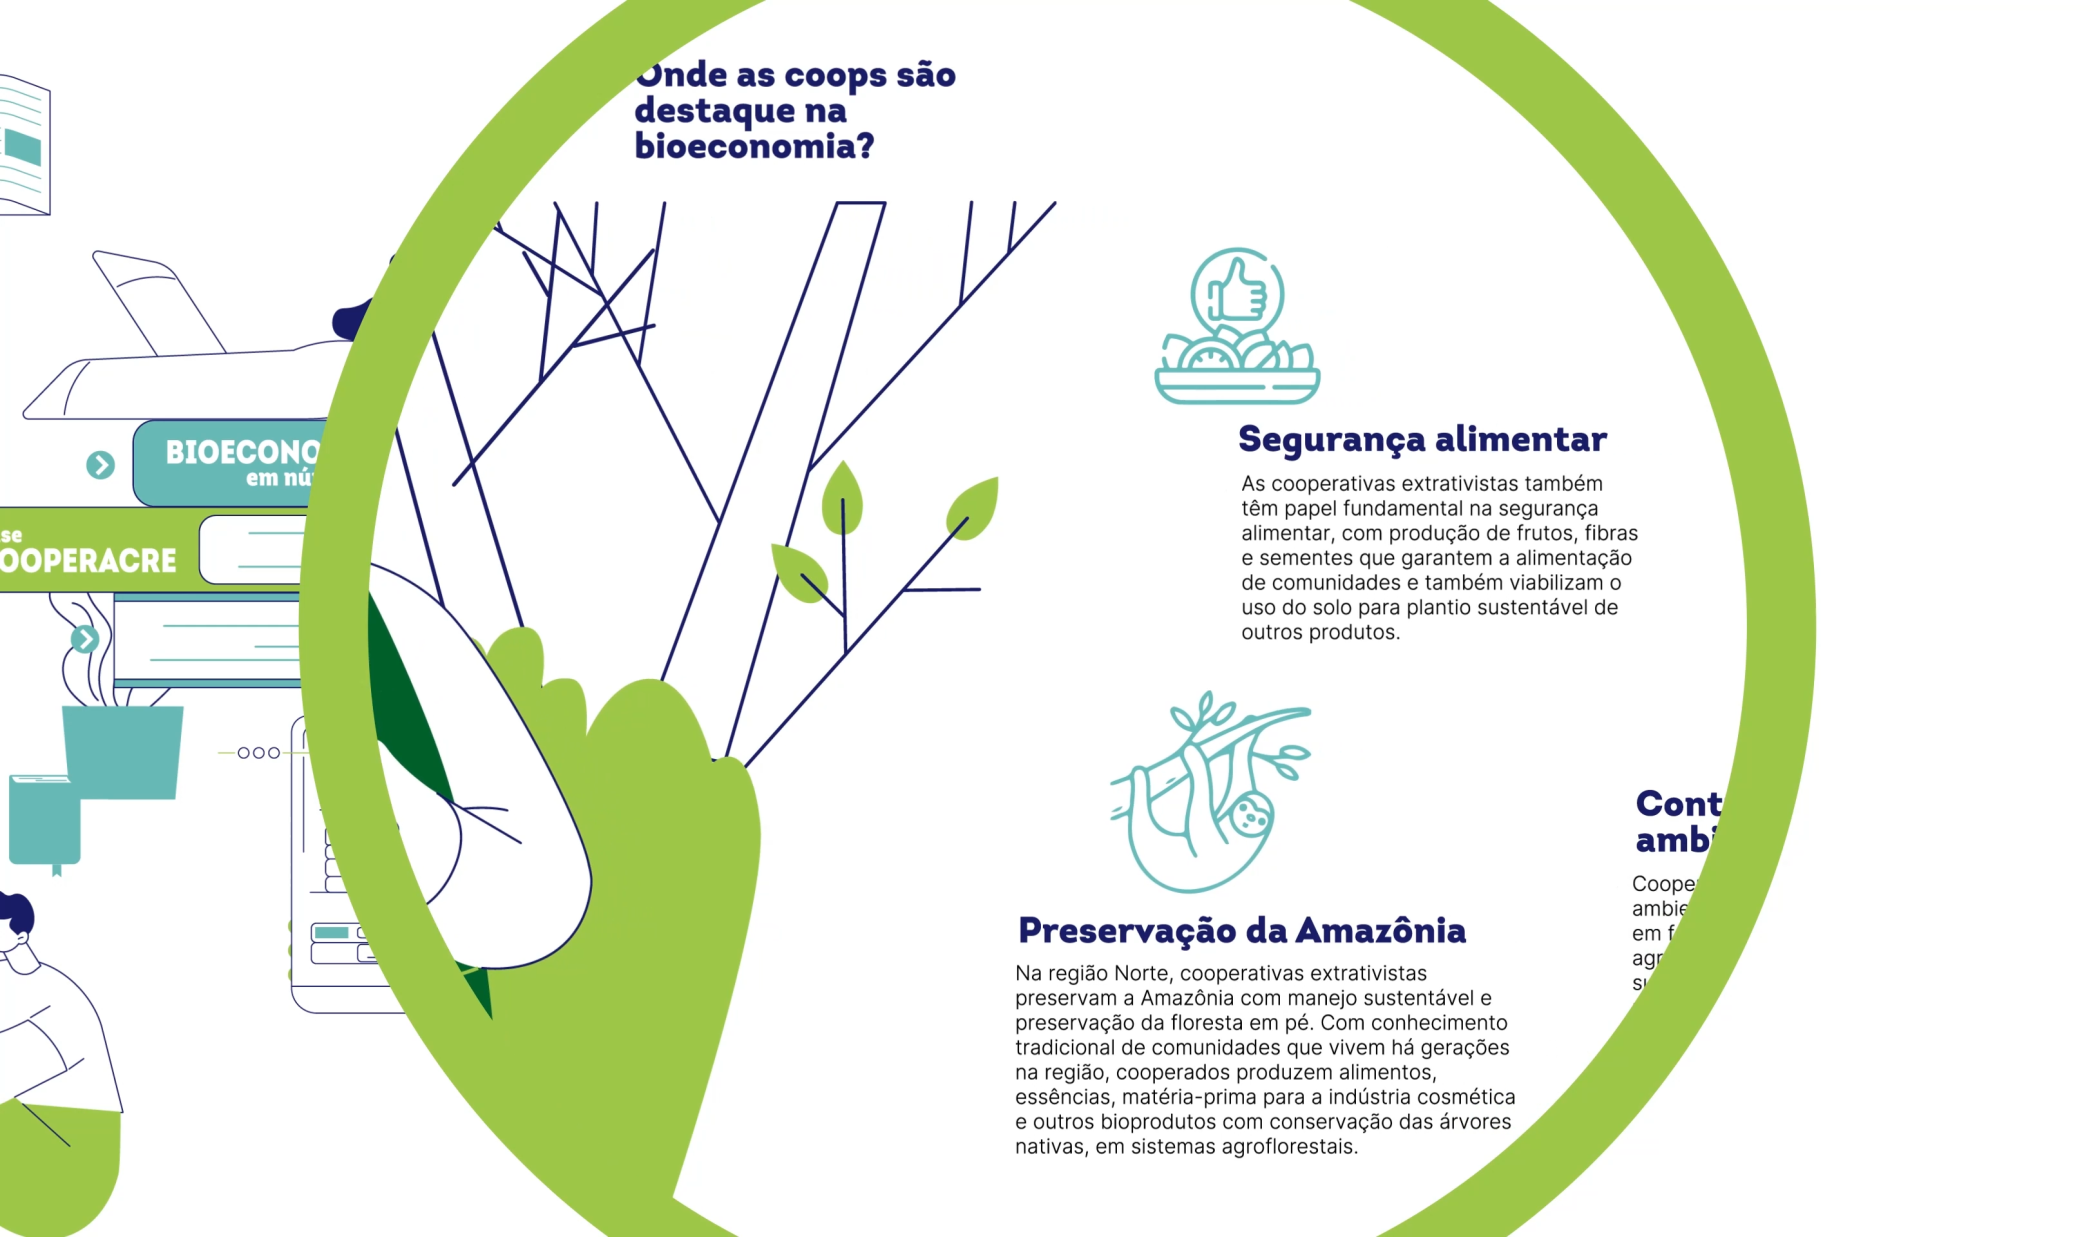 Onde as coops são
destaque na
bioeconomia?
BIOECONO
em nú
se
OOPERACRE
Segurança alimentar
As cooperativas extrativistas também
têm papel fundamental na segurança
alimentar, com produção de frutos, fibras
e sementes que garantem a alimentação
de comunidades e também viabilizam o
uso do solo para plantio sustentável de
outros produtos.
Preservação da Amazônia
Na região Norte, cooperativas extrativistas
preservam a Amazônia com manejo sustentável e
preservação da floresta em pé. Com conhecimento
tradicional de comunidades que vivem há gerações
na região, cooperados produzem alimentos,
essências, matéria-prima para a indústria cosmética
e outros bioprodutos com conservação das árvores
nativas, em sistemas agroflorestais.
Cont
ambi
Coope
ambie
em f
agr
su